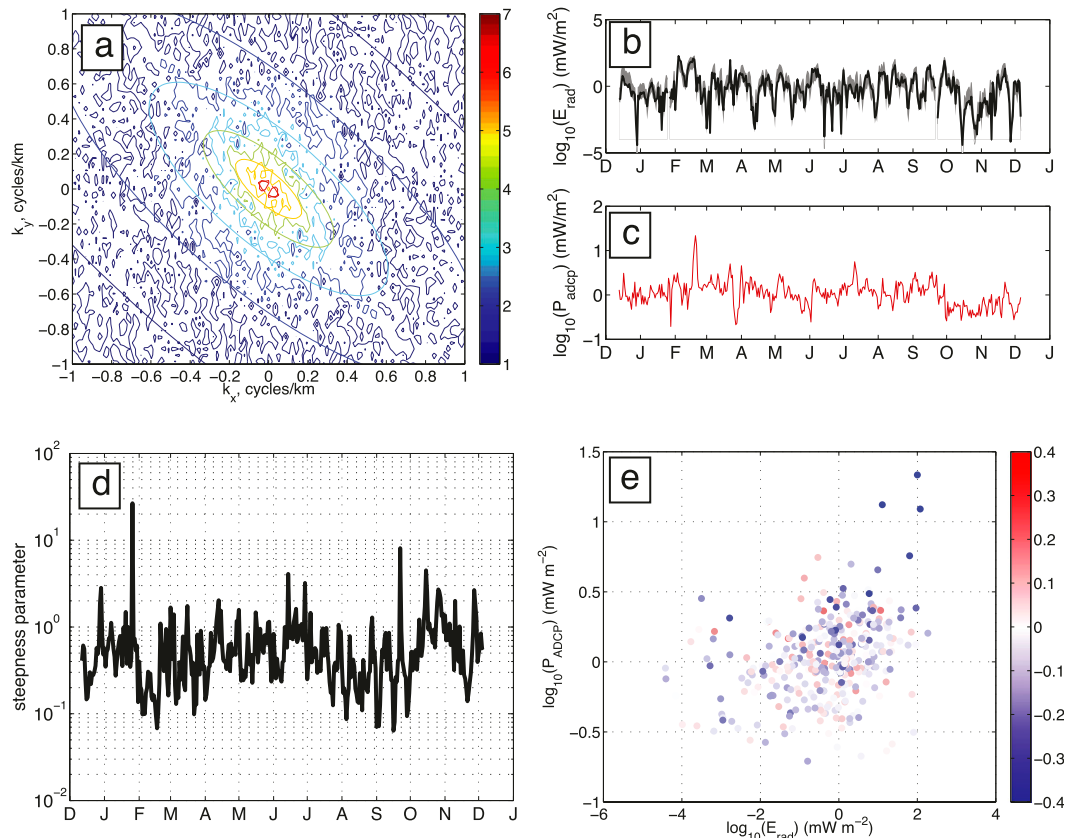 a
1
0.8
0.6
0.4
0.2
0
−0.2
−0.4
−0.6
−0.8
−1
k_y, cycles/km
−1 −0.8 −0.6 −0.4 −0.2 0 0.2 0.4 0.6 0.8 1
k_x, cycles/km
7
6
5
4
3
2
1
b
5
0
−5
log10(E_rad) (mW/m²)
D J F M A M J J A S O N D J
c
2
1
0
−1
log10(P_adcp) (mW/m²)
D J F M A M J J A S O N D J
d
10²
10¹
10⁰
10⁻¹
10⁻²
steepness parameter
D J F M A M J J A S O N D J
e
1.5
1
0.5
0
−0.5
−1
log10(P_ADCP) (mW m⁻²)
−6 −4 −2 0 2 4
log10(E_rad) (mW m⁻²)
0.4
0.3
0.2
0.1
0
−0.1
−0.2
−0.3
−0.4